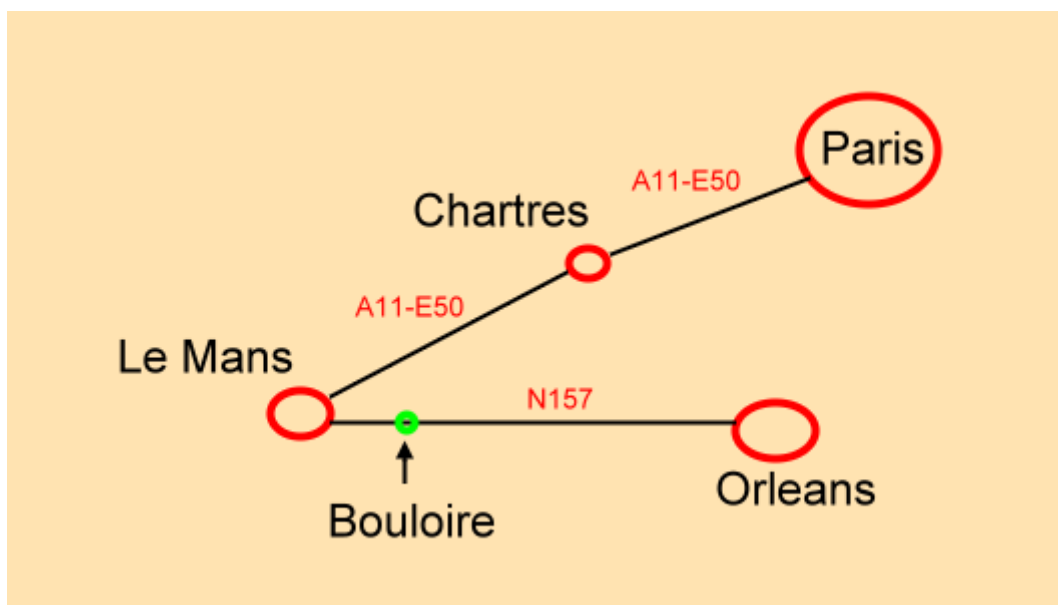 Paris
A11-E50
Chartres
A11-E50
Le Mans
N157
Orleans
Bouloire